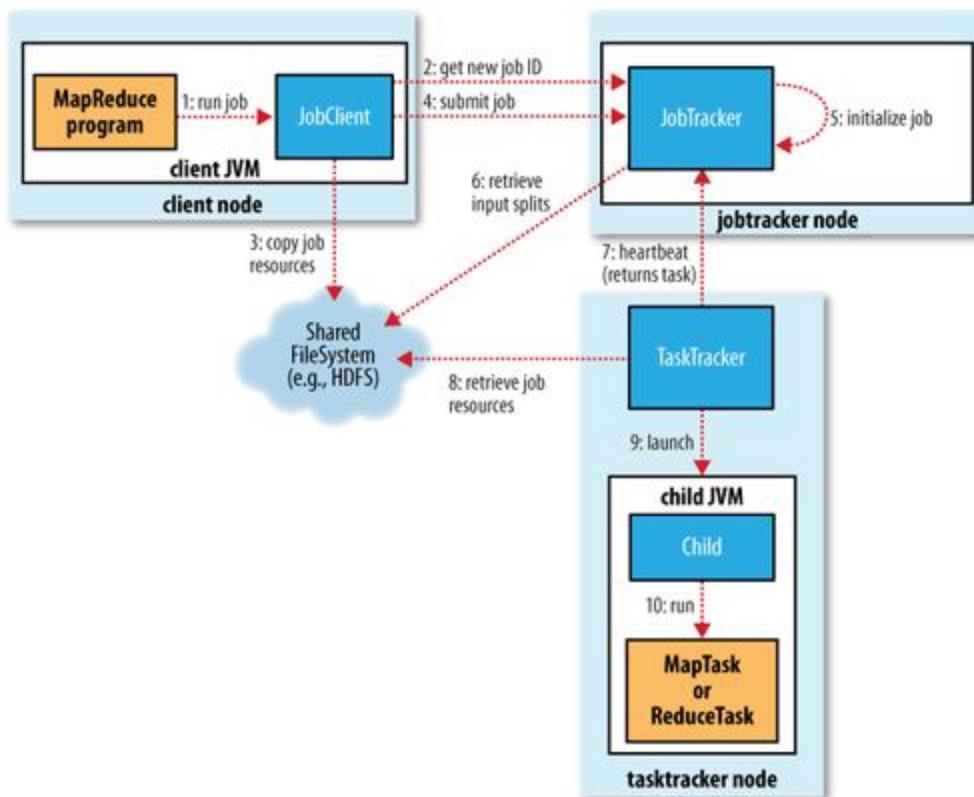 MapReduce
program
1: run job
JobClient
client JVM
client node
2: get new job ID
4: submit job
JobTracker
5: initialize job
jobtracker node
3: copy job
resources
6: retrieve
input splits
7: heartbeat
(returns task)
Shared
FileSystem
(e.g., HDFS)
8: retrieve job
resources
TaskTracker
9: launch
child JVM
Child
10: run
MapTask
or
ReduceTask
tasktracker node